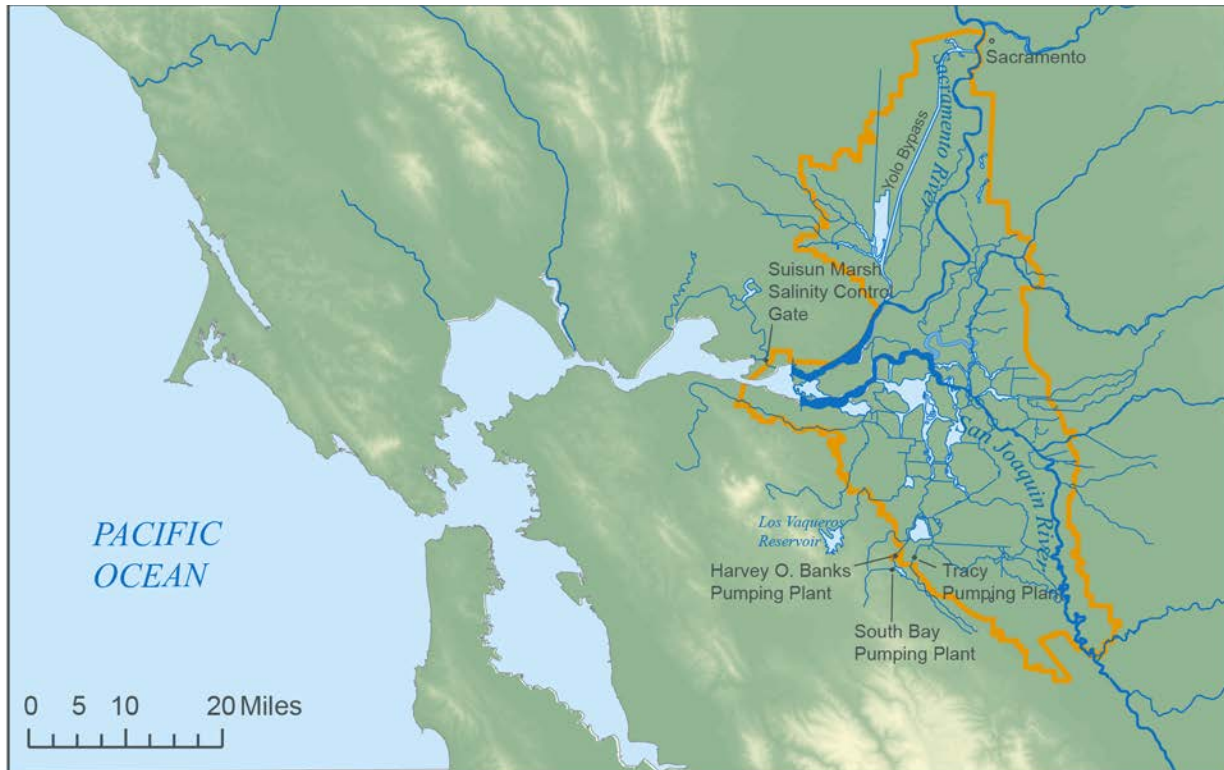 Sacramento
Sacramento River
Yolo Bypass
Suisun Marsh
Salinity Control
Gate
San Joaquin River
PACIFIC
OCEAN
Los Vaqueros
Reservoir
Harvey O. Banks
Pumping Plant
Tracy
Pumping Plant
South Bay
Pumping Plant
0 5 10 20 Miles